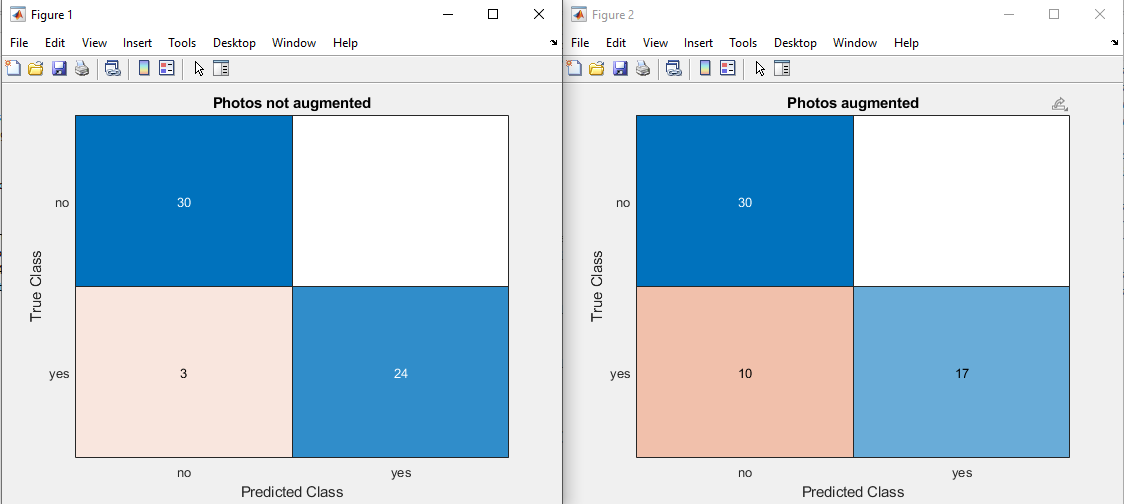 Figure 1
File Edit View Insert Tools Desktop Window Help
Photos not augmented
True Class
no
30
yes
3
24
no
yes
Predicted Class
Figure 2
File Edit View Insert Tools Desktop Window Help
Photos augmented
True Class
no
30
yes
10
17
no
yes
Predicted Class